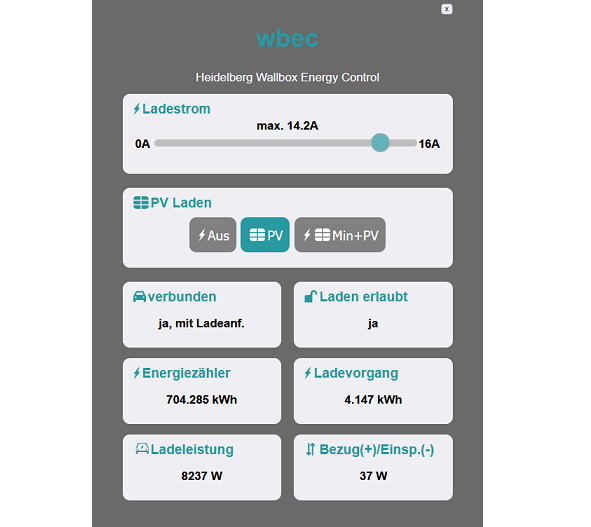 x
wbec
Heidelberg Wallbox Energy Control
Ladestrom
max. 14.2A
0A 16A
PV Laden
Aus PV Min+PV
verbunden Laden erlaubt
ja, mit Ladeanf. ja
Energiezähler Ladevorgang
704.285 kWh 4.147 kWh
Ladeleistung Bezug(+)/Einsp.(-)
8237 W 37 W